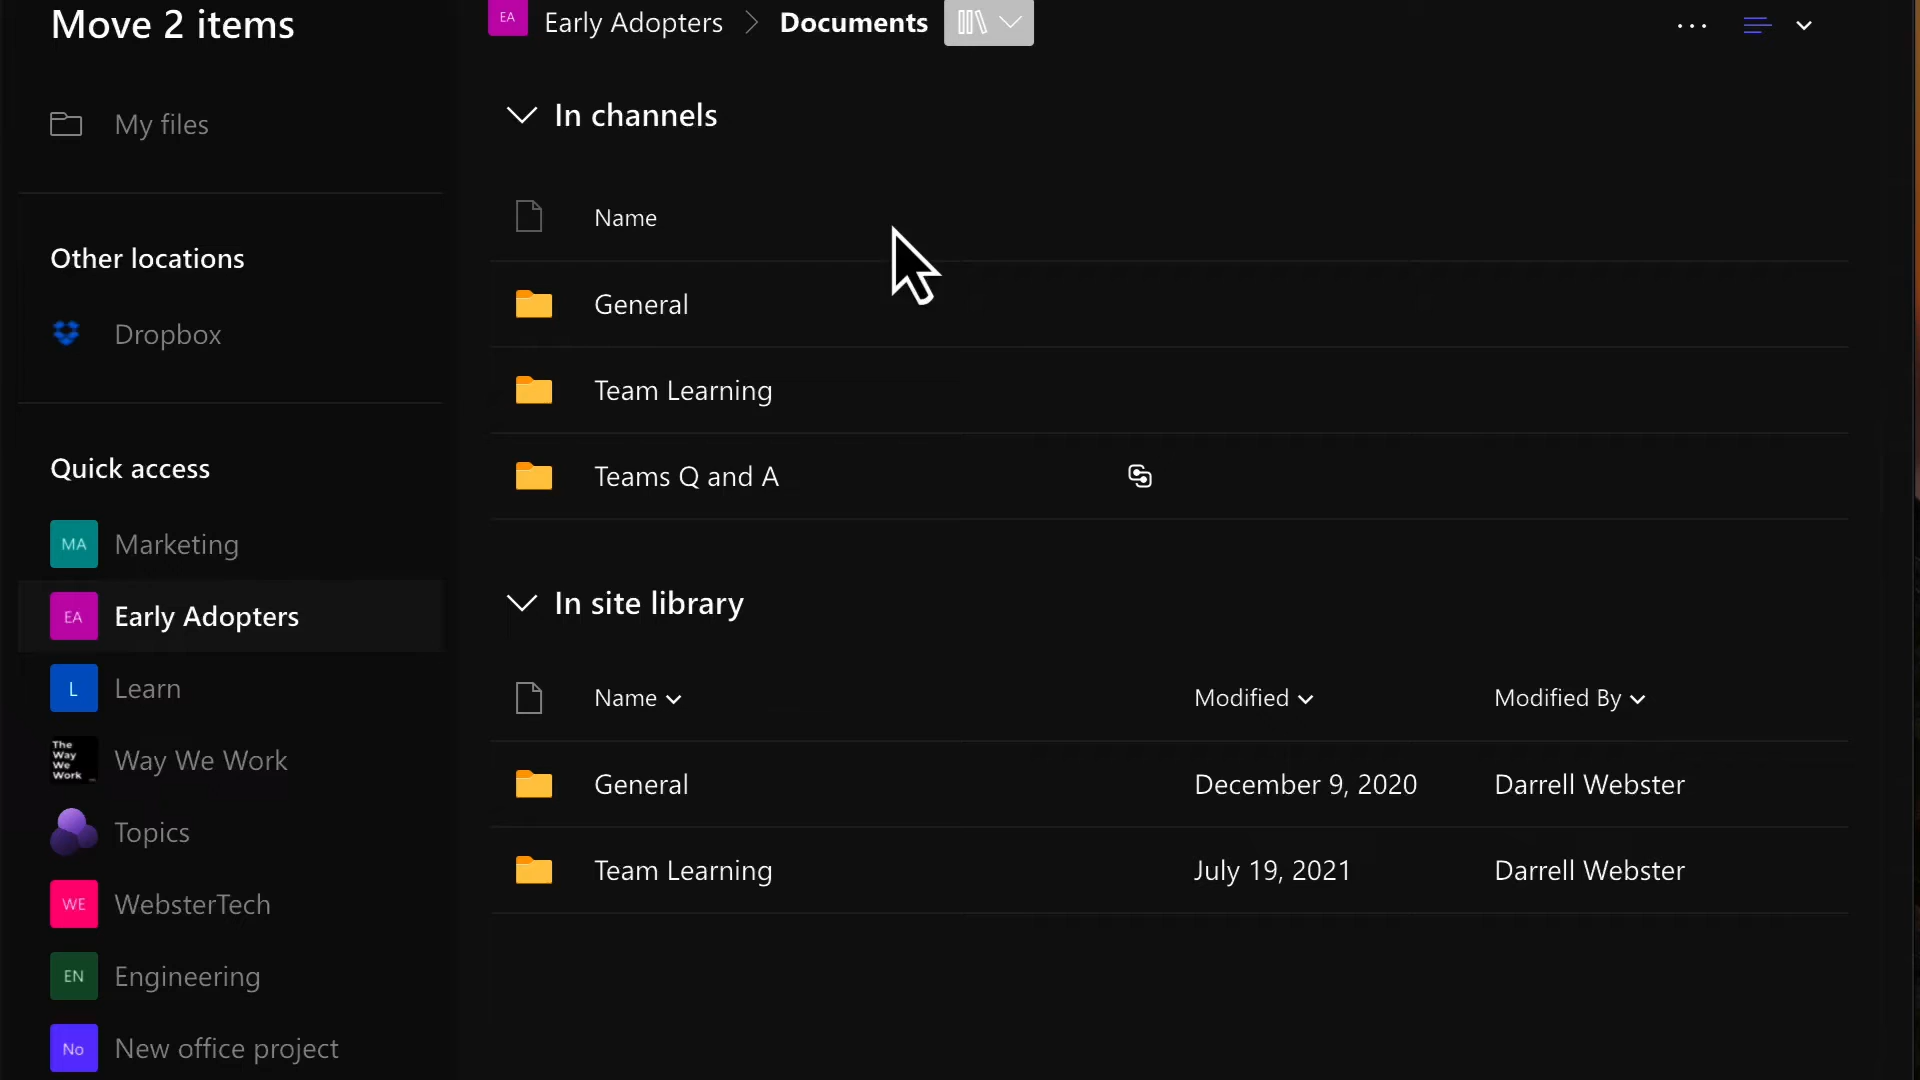 Move 2 items
My files
Other locations
Dropbox
Quick access
MA Marketing
EA Early Adopters
L Learn
The
Way
We
Work
Way We Work
Topics
WE WebsterTech
EN Engineering
No New office project
EA Early Adopters Documents
In channels
Name
General
Team Learning
Teams Q and A
In site library
Name Modified Modified By
General December 9, 2020 Darrell Webster
Team Learning July 19, 2021 Darrell Webster